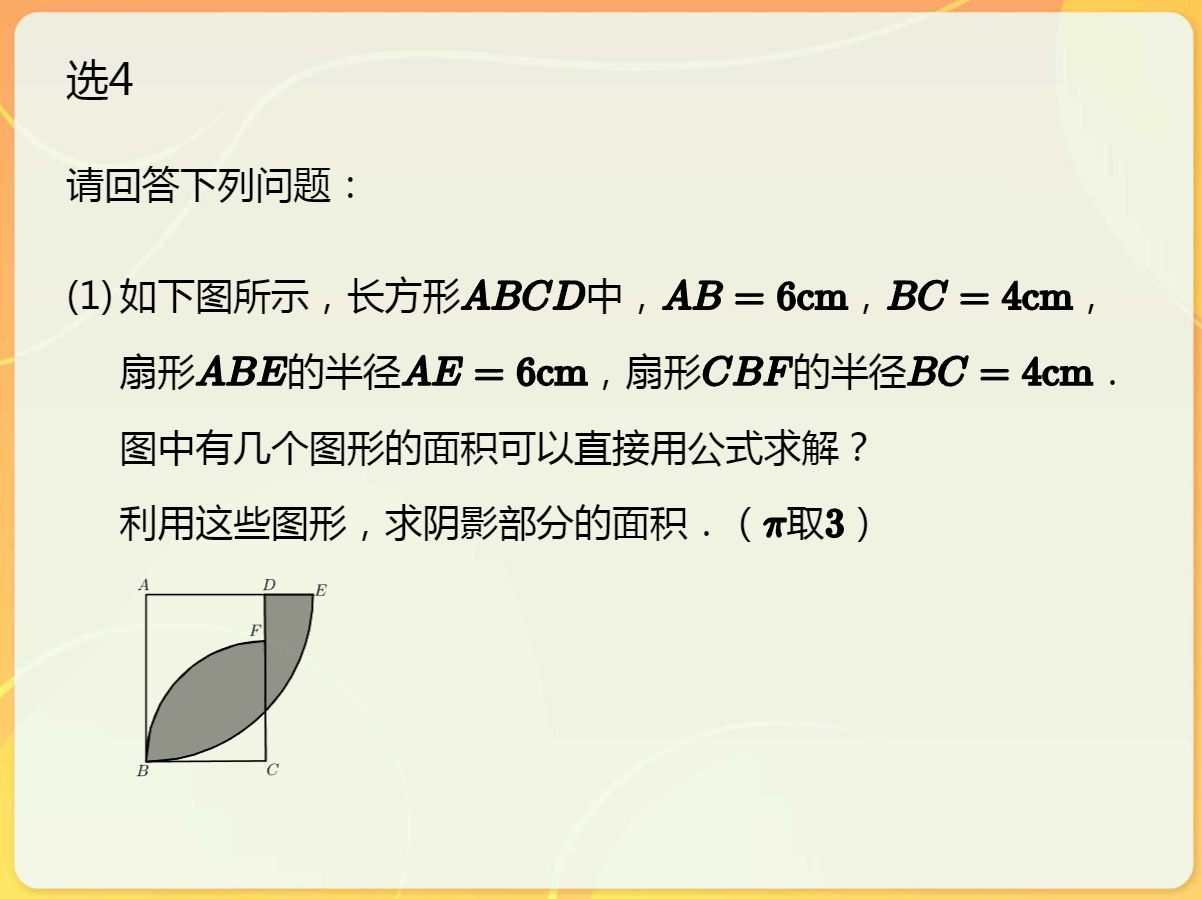 选4
请回答下列问题：
(1)如下图所示，长方形ABCD中，AB = 6cm，BC = 4cm，
扇形ABE的半径AE = 6cm，扇形CBF的半径BC = 4cm．
图中有几个图形的面积可以直接用公式求解？
利用这些图形，求阴影部分的面积．（π取3）
A D E
F
B C